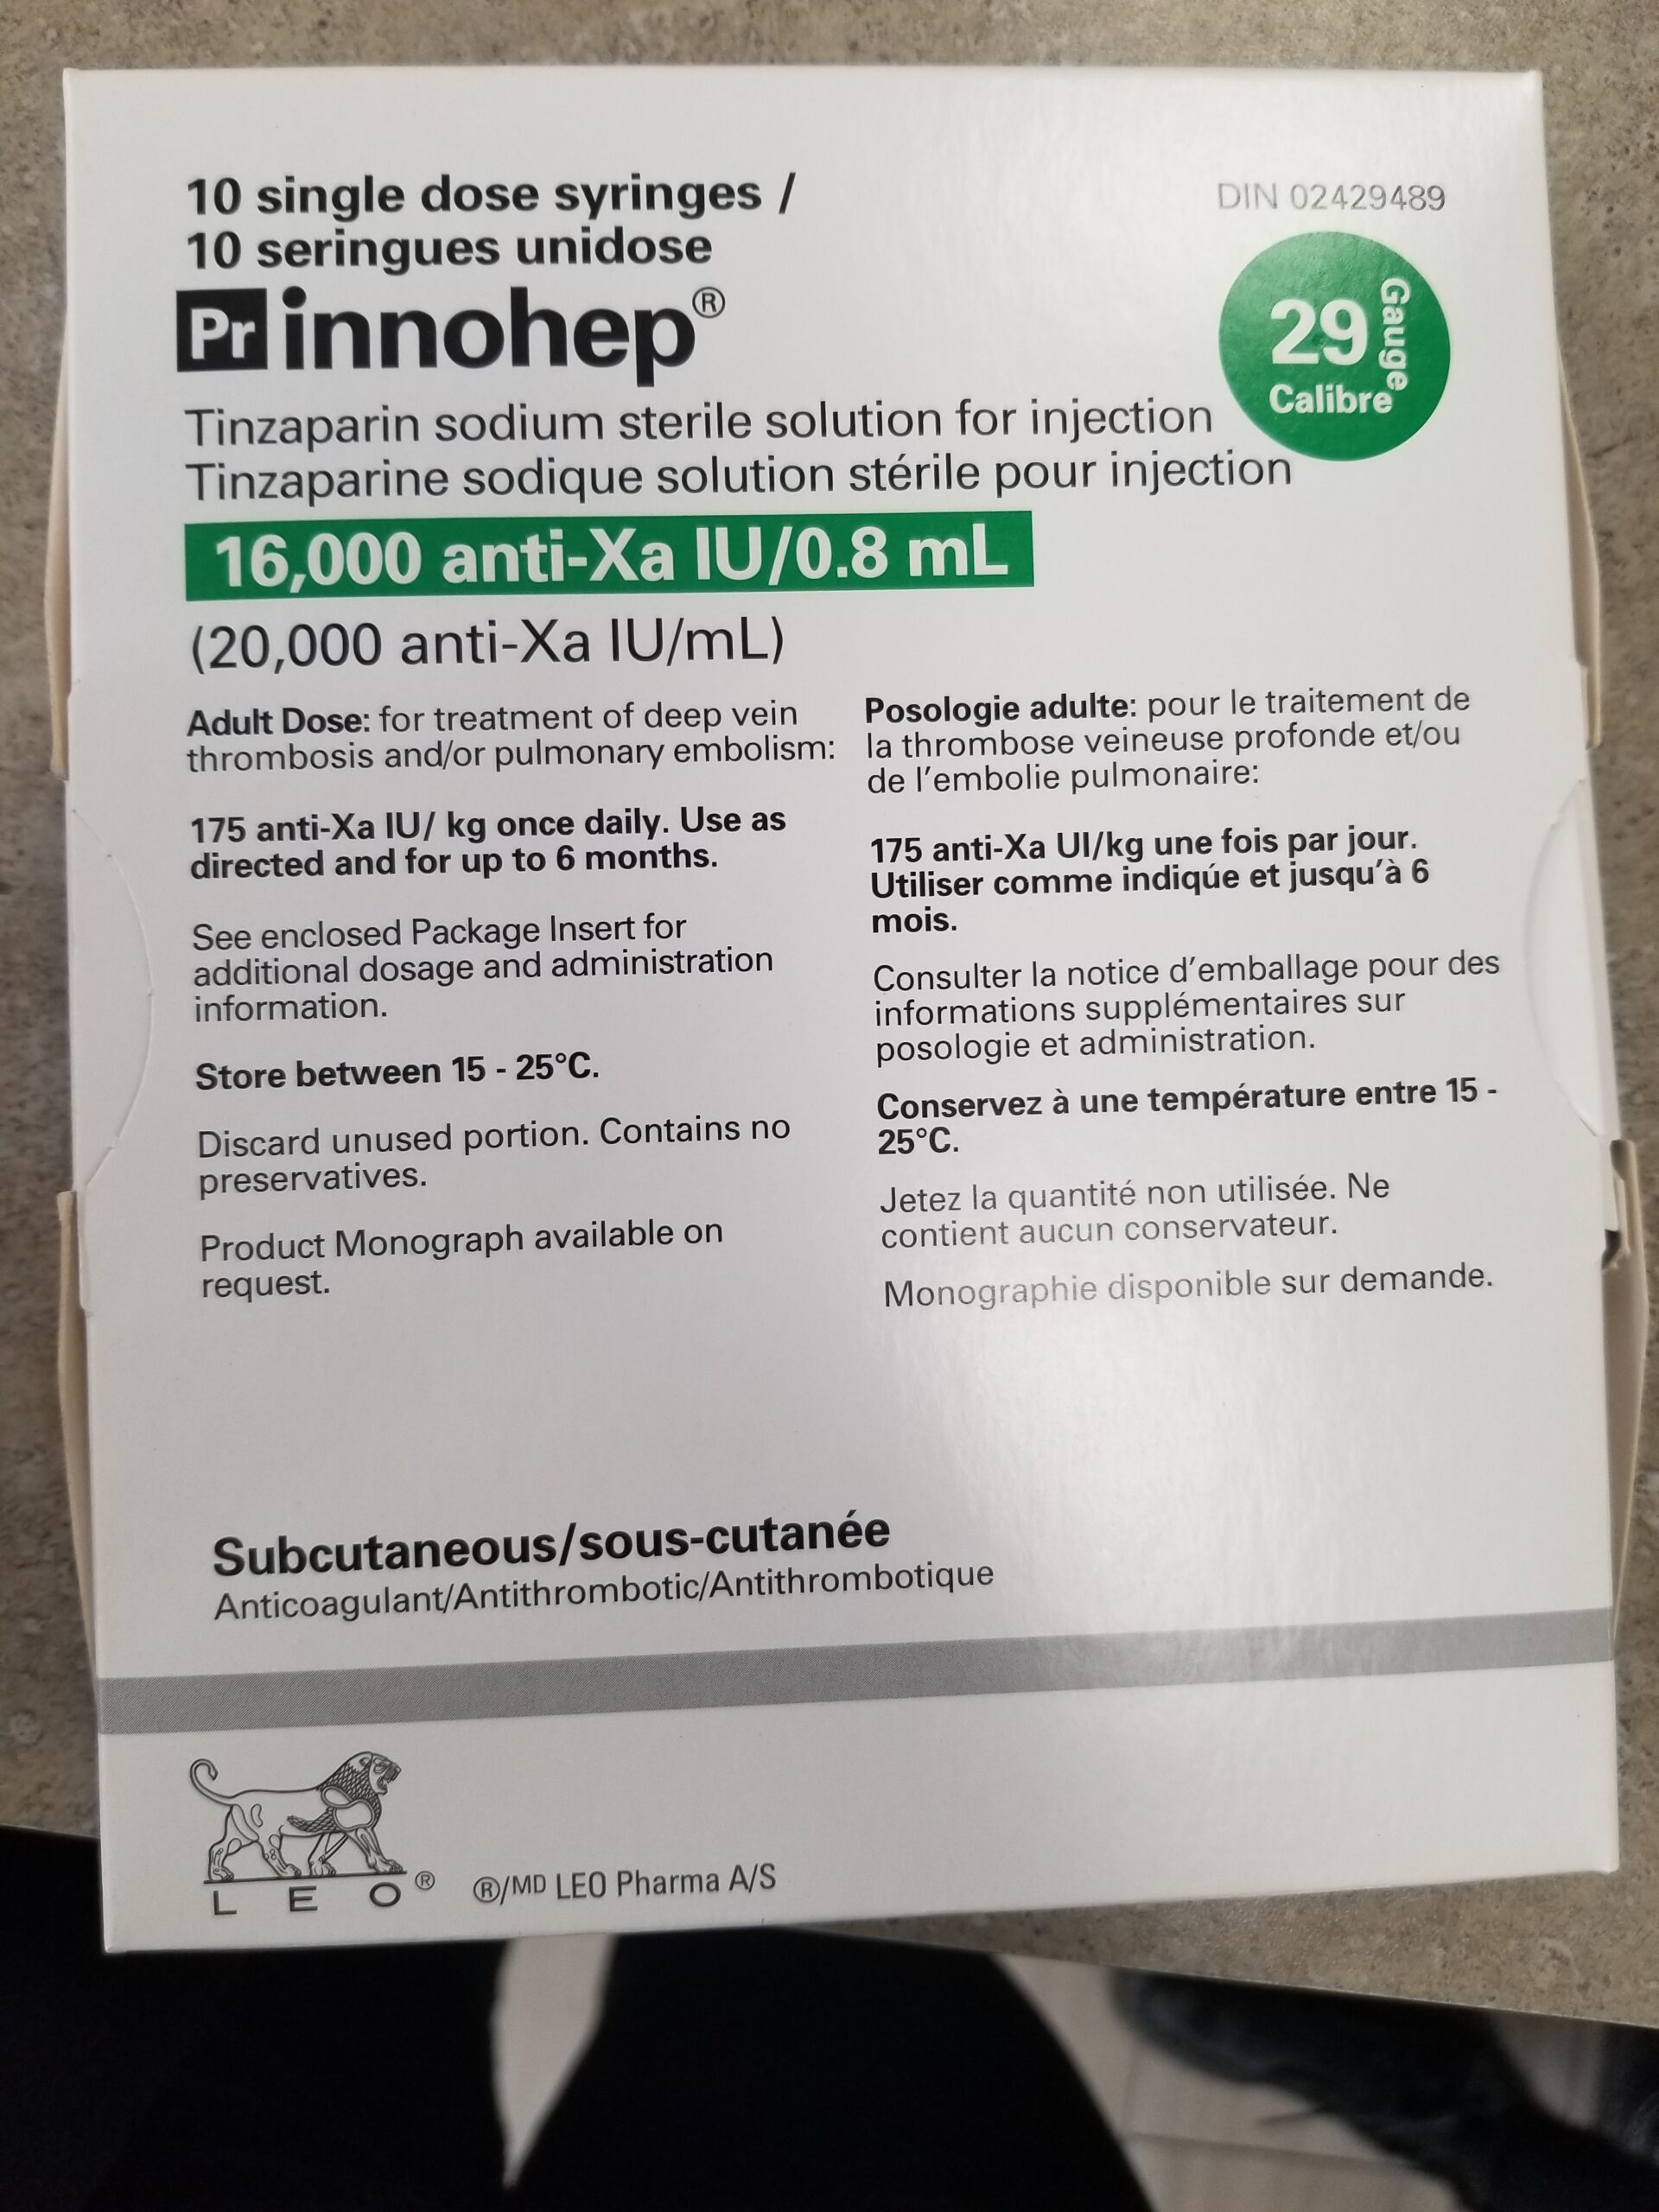 10 single dose syringes /
10 seringues unidose
DIN 02429489
Pr innohep®
29 Gauge
Calibre
Tinzaparin sodium sterile solution for injection
Tinzaparine sodique solution stérile pour injection
16,000 anti-Xa IU/0.8 mL
(20,000 anti-Xa IU/mL)
Adult Dose: for treatment of deep vein
thrombosis and/or pulmonary embolism:
175 anti-Xa IU/ kg once daily. Use as
directed and for up to 6 months.
See enclosed Package Insert for
additional dosage and administration
information.
Store between 15 - 25°C.
Discard unused portion. Contains no
preservatives.
Product Monograph available on
request.
Posologie adulte: pour le traitement de
la thrombose veineuse profonde et/ou
de l'embolie pulmonaire:
175 anti-Xa UI/kg une fois par jour.
Utiliser comme indiqúe et jusqu'à 6
mois.
Consulter la notice d'emballage pour des
informations supplémentaires sur
posologie et administration.
Conservez à une température entre 15 -
25°C.
Jetez la quantité non utilisée. Ne
contient aucun conservateur.
Monographie disponible sur demande.
Subcutaneous/sous-cutanée
Anticoagulant/Antithrombotic/Antithrombotique
LEO®
®/MD LEO Pharma A/S